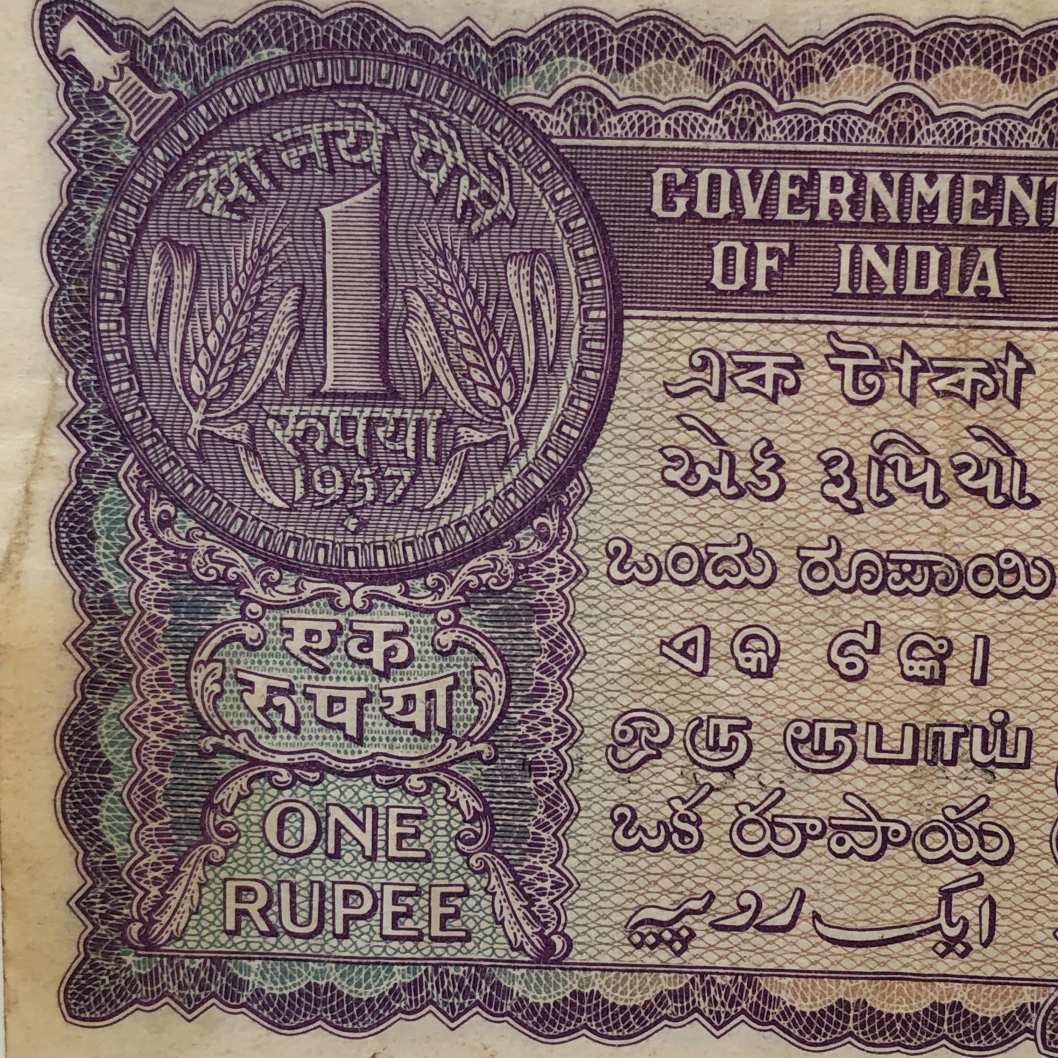 सौ नये पैसे
1
रूपया
1957
एक
रूपया
ONE
RUPEE
GOVERNMENT
OF INDIA
এক টাকা
એક રૂપિયો
ಒಂದು ರೂಪಾಯಿ
ଏକ ଟଙ୍କା
ஒரு ரூபாய்
ఒక రూపాయ
ایک روپیہ